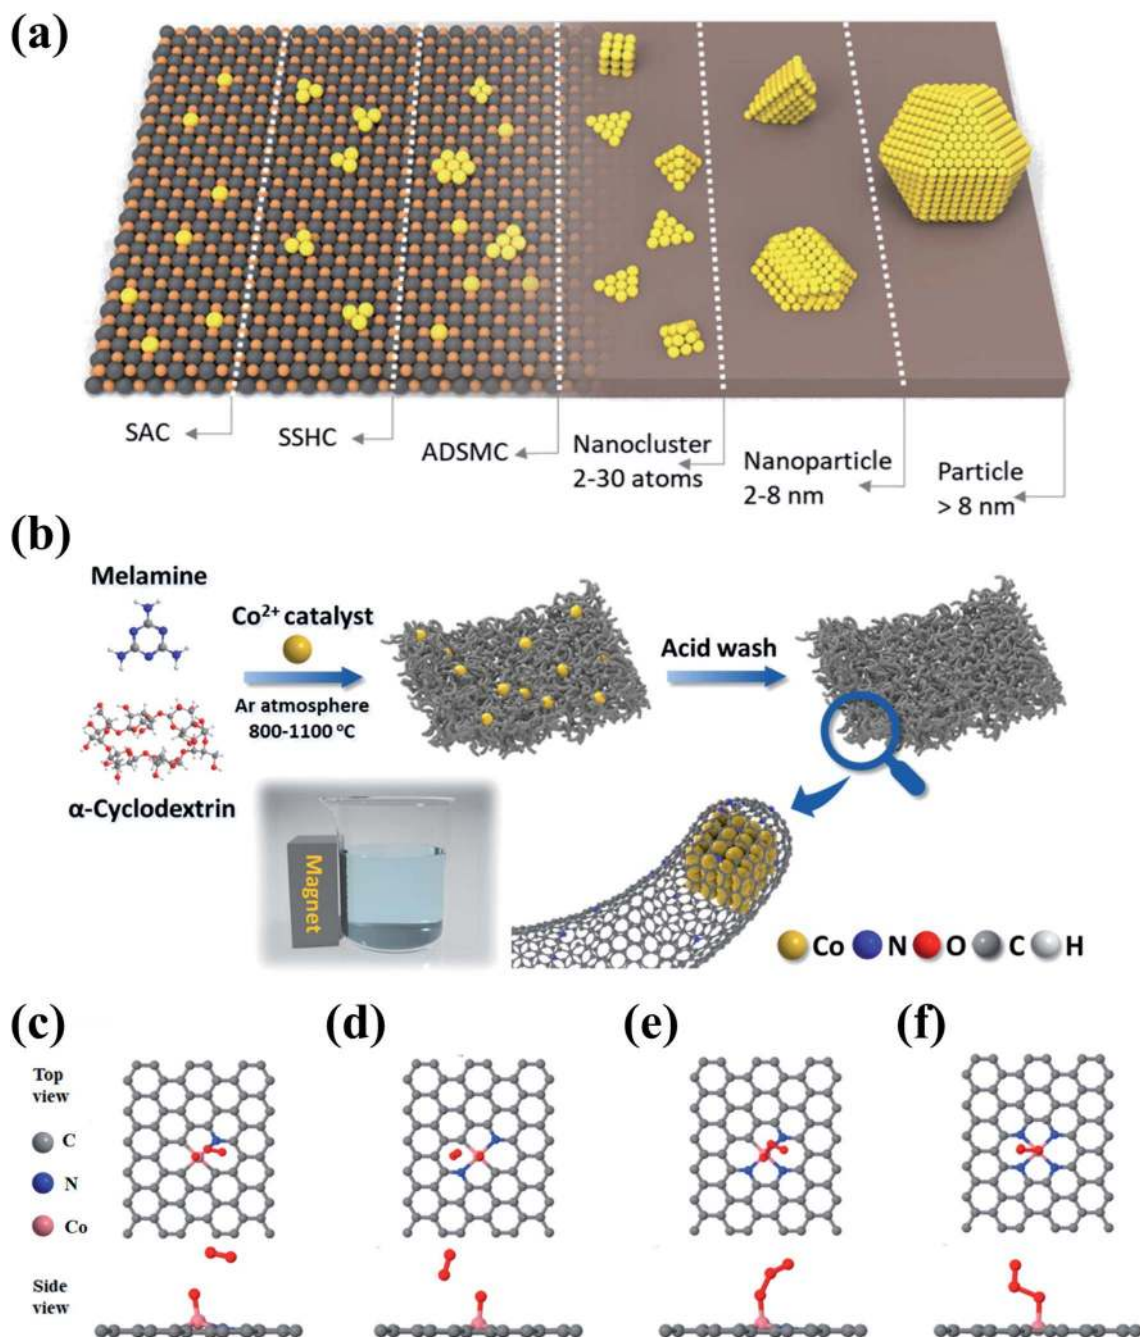 (a)
SAC
SSHC
ADSMC
Nanocluster
2-30 atoms
Nanoparticle
2-8 nm
Particle
> 8 nm
(b)
Melamine
α-Cyclodextrin
Co²⁺ catalyst
Ar atmosphere
800-1100 ºC
Acid wash
Magnet
Co N O C H
(c)
(d)
(e)
(f)
Top
view
C
N
Co
Side
view